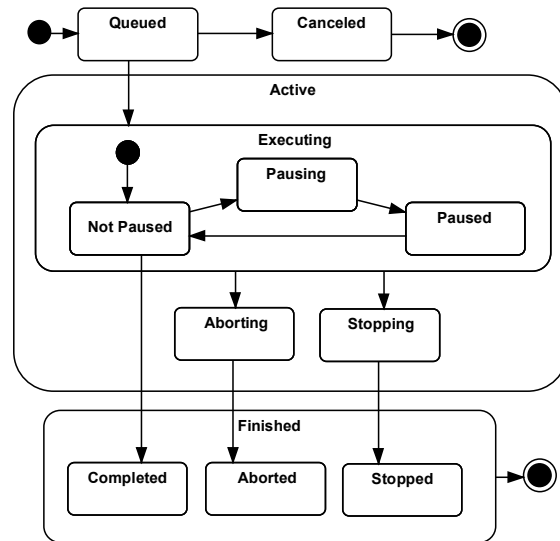 Queued
Canceled
Active
Executing
Pausing
Not Paused
Paused
Aborting
Stopping
Finished
Completed
Aborted
Stopped